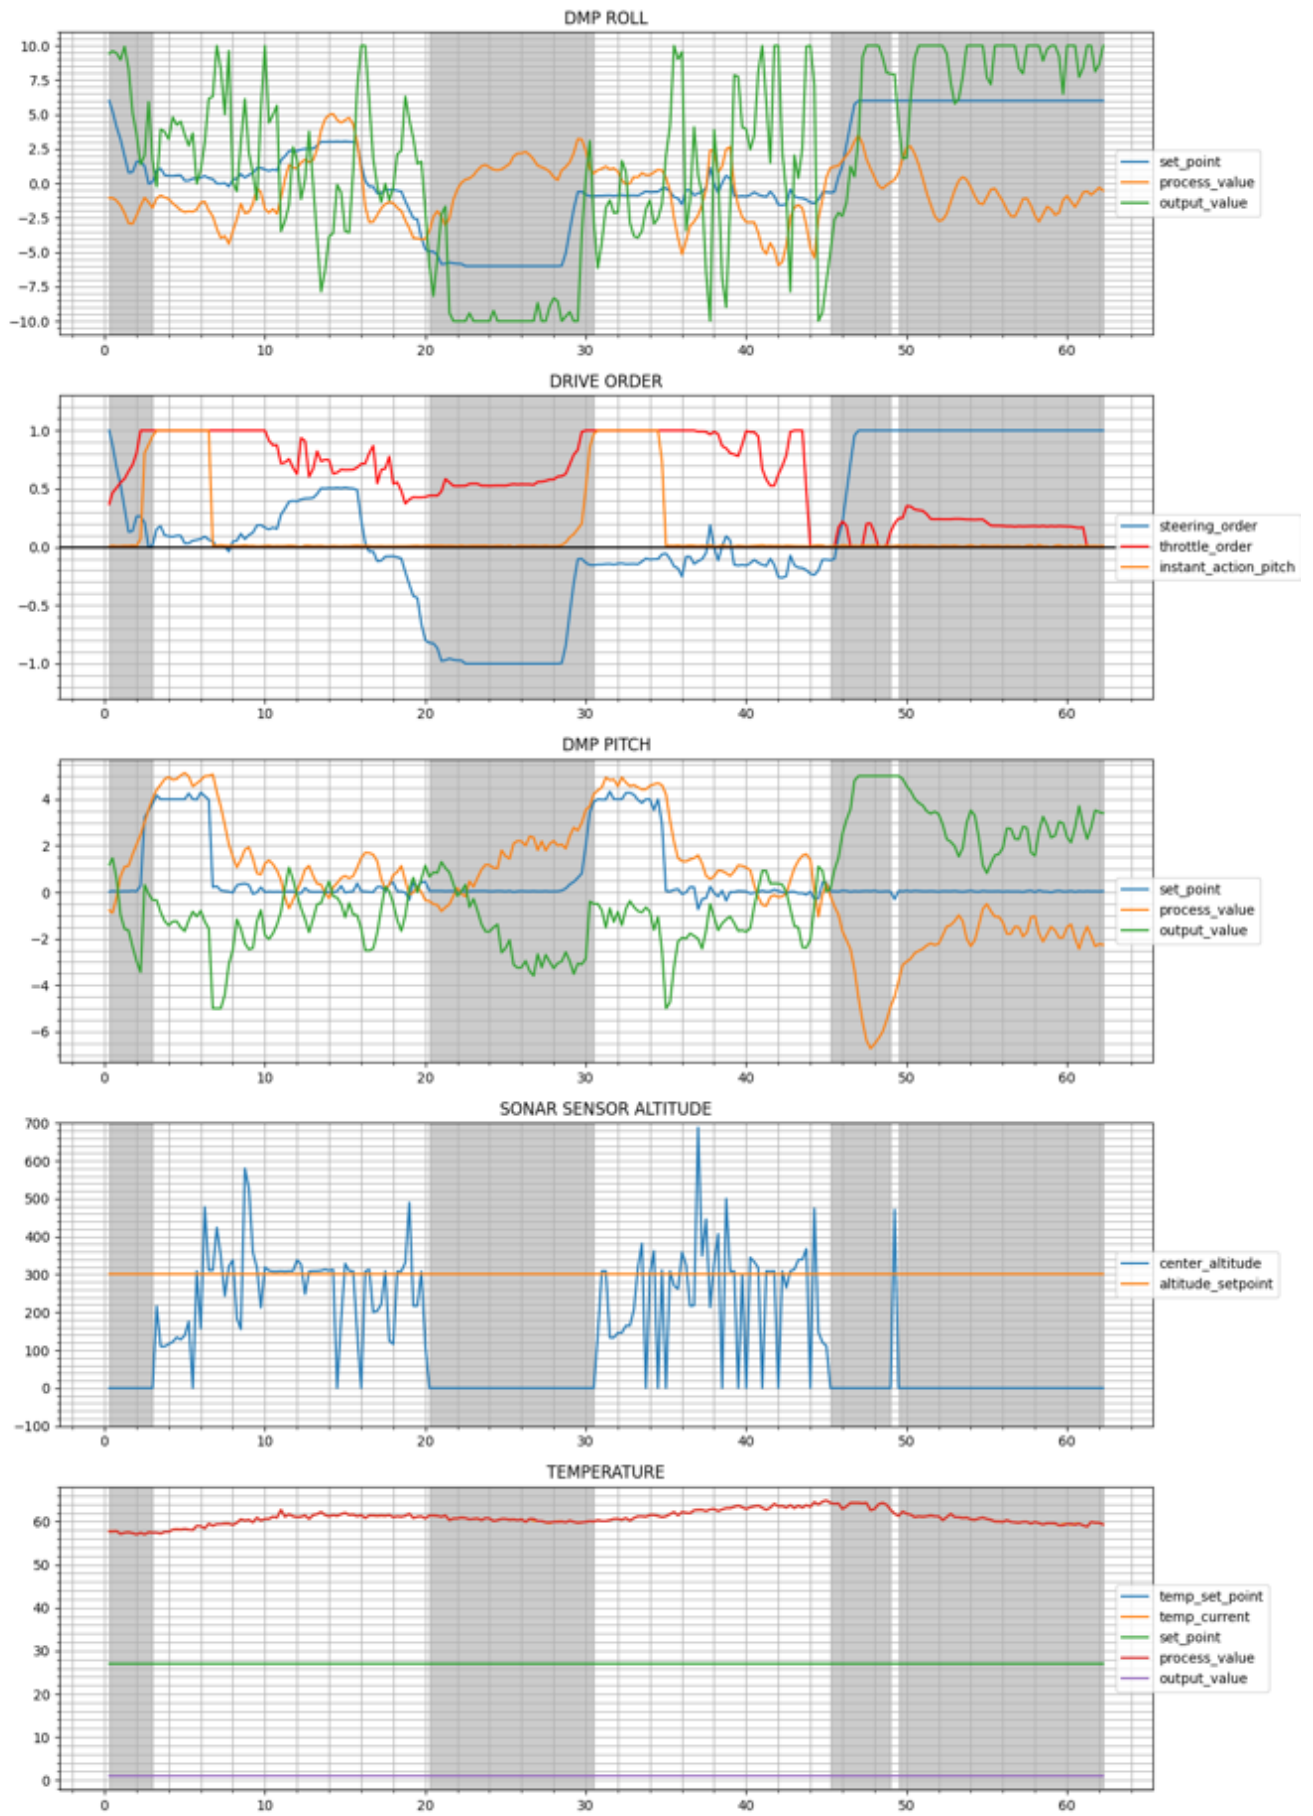 DMP ROLL
10.0
7.5
5.0
2.5
0.0
−2.5
−5.0
−7.5
−10.0
0 10 20 30 40 50 60
set_point
process_value
output_value
DRIVE ORDER
1.0
0.5
0.0
−0.5
−1.0
0 10 20 30 40 50 60
steering_order
throttle_order
instant_action_pitch
DMP PITCH
4
2
0
−2
−4
−6
0 10 20 30 40 50 60
set_point
process_value
output_value
SONAR SENSOR ALTITUDE
700
600
500
400
300
200
100
0
−100
0 10 20 30 40 50 60
center_altitude
altitude_setpoint
TEMPERATURE
60
50
40
30
20
10
0
0 10 20 30 40 50 60
temp_set_point
temp_current
set_point
process_value
output_value